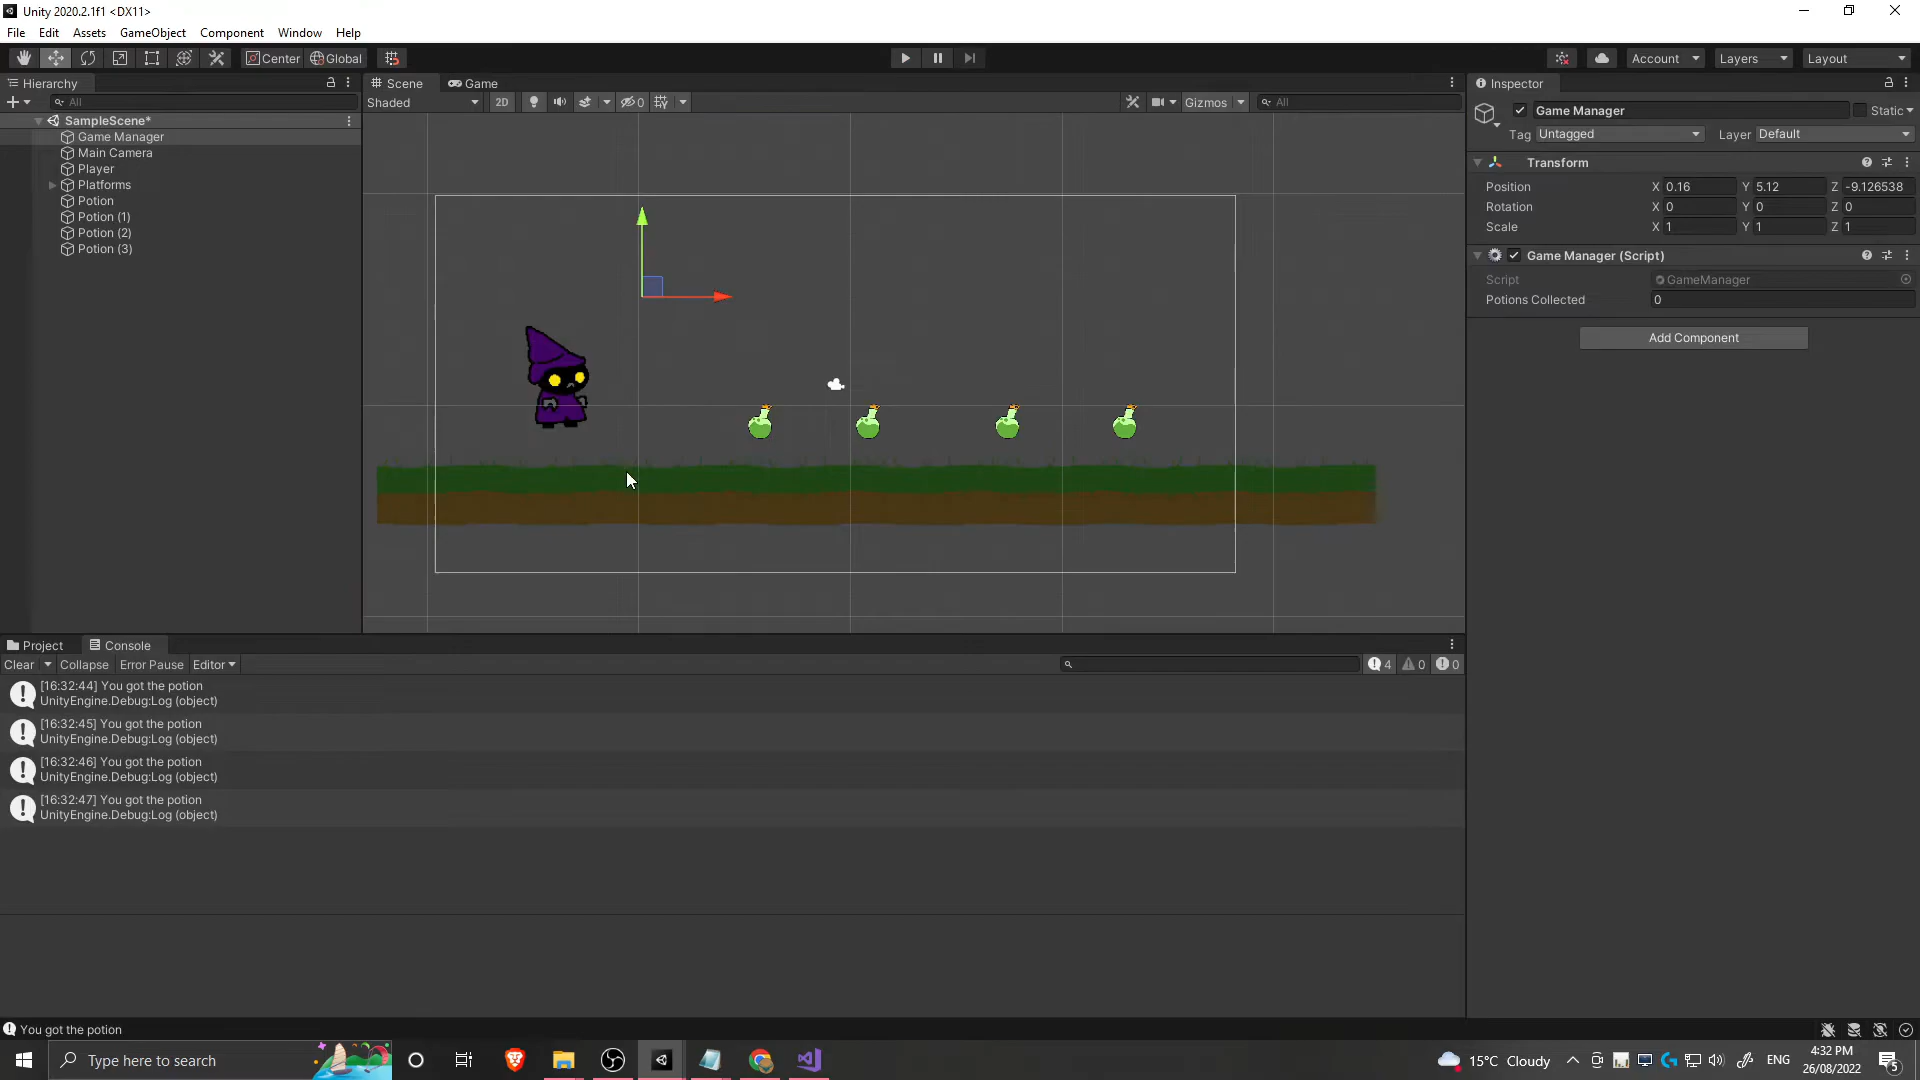 Unity 2020.2.1f1 <DX11>
File Edit Assets GameObject Component Window Help
Center Global Account Layers Layout
Hierarchy
All
SampleScene*
Game Manager
Main Camera
Player
Platforms
Potion
Potion (1)
Potion (2)
Potion (3)
Scene Game
Shaded 2D 0 Gizmos All
Inspector
Game Manager Static
Tag Untagged Layer Default
Transform
Position X 0.16 Y 5.12 Z -9.126538
Rotation X 0 Y 0 Z 0
Scale X 1 Y 1 Z 1
Game Manager (Script)
Script GameManager
Potions Collected 0
Add Component
Project Console
Clear Collapse Error Pause Editor 4 0 0
[16:32:44] You got the potion
UnityEngine.Debug:Log (object)
[16:32:45] You got the potion
UnityEngine.Debug:Log (object)
[16:32:46] You got the potion
UnityEngine.Debug:Log (object)
[16:32:47] You got the potion
UnityEngine.Debug:Log (object)
You got the potion
Type here to search
15°C Cloudy ENG
4:32 PM
26/08/2022
5